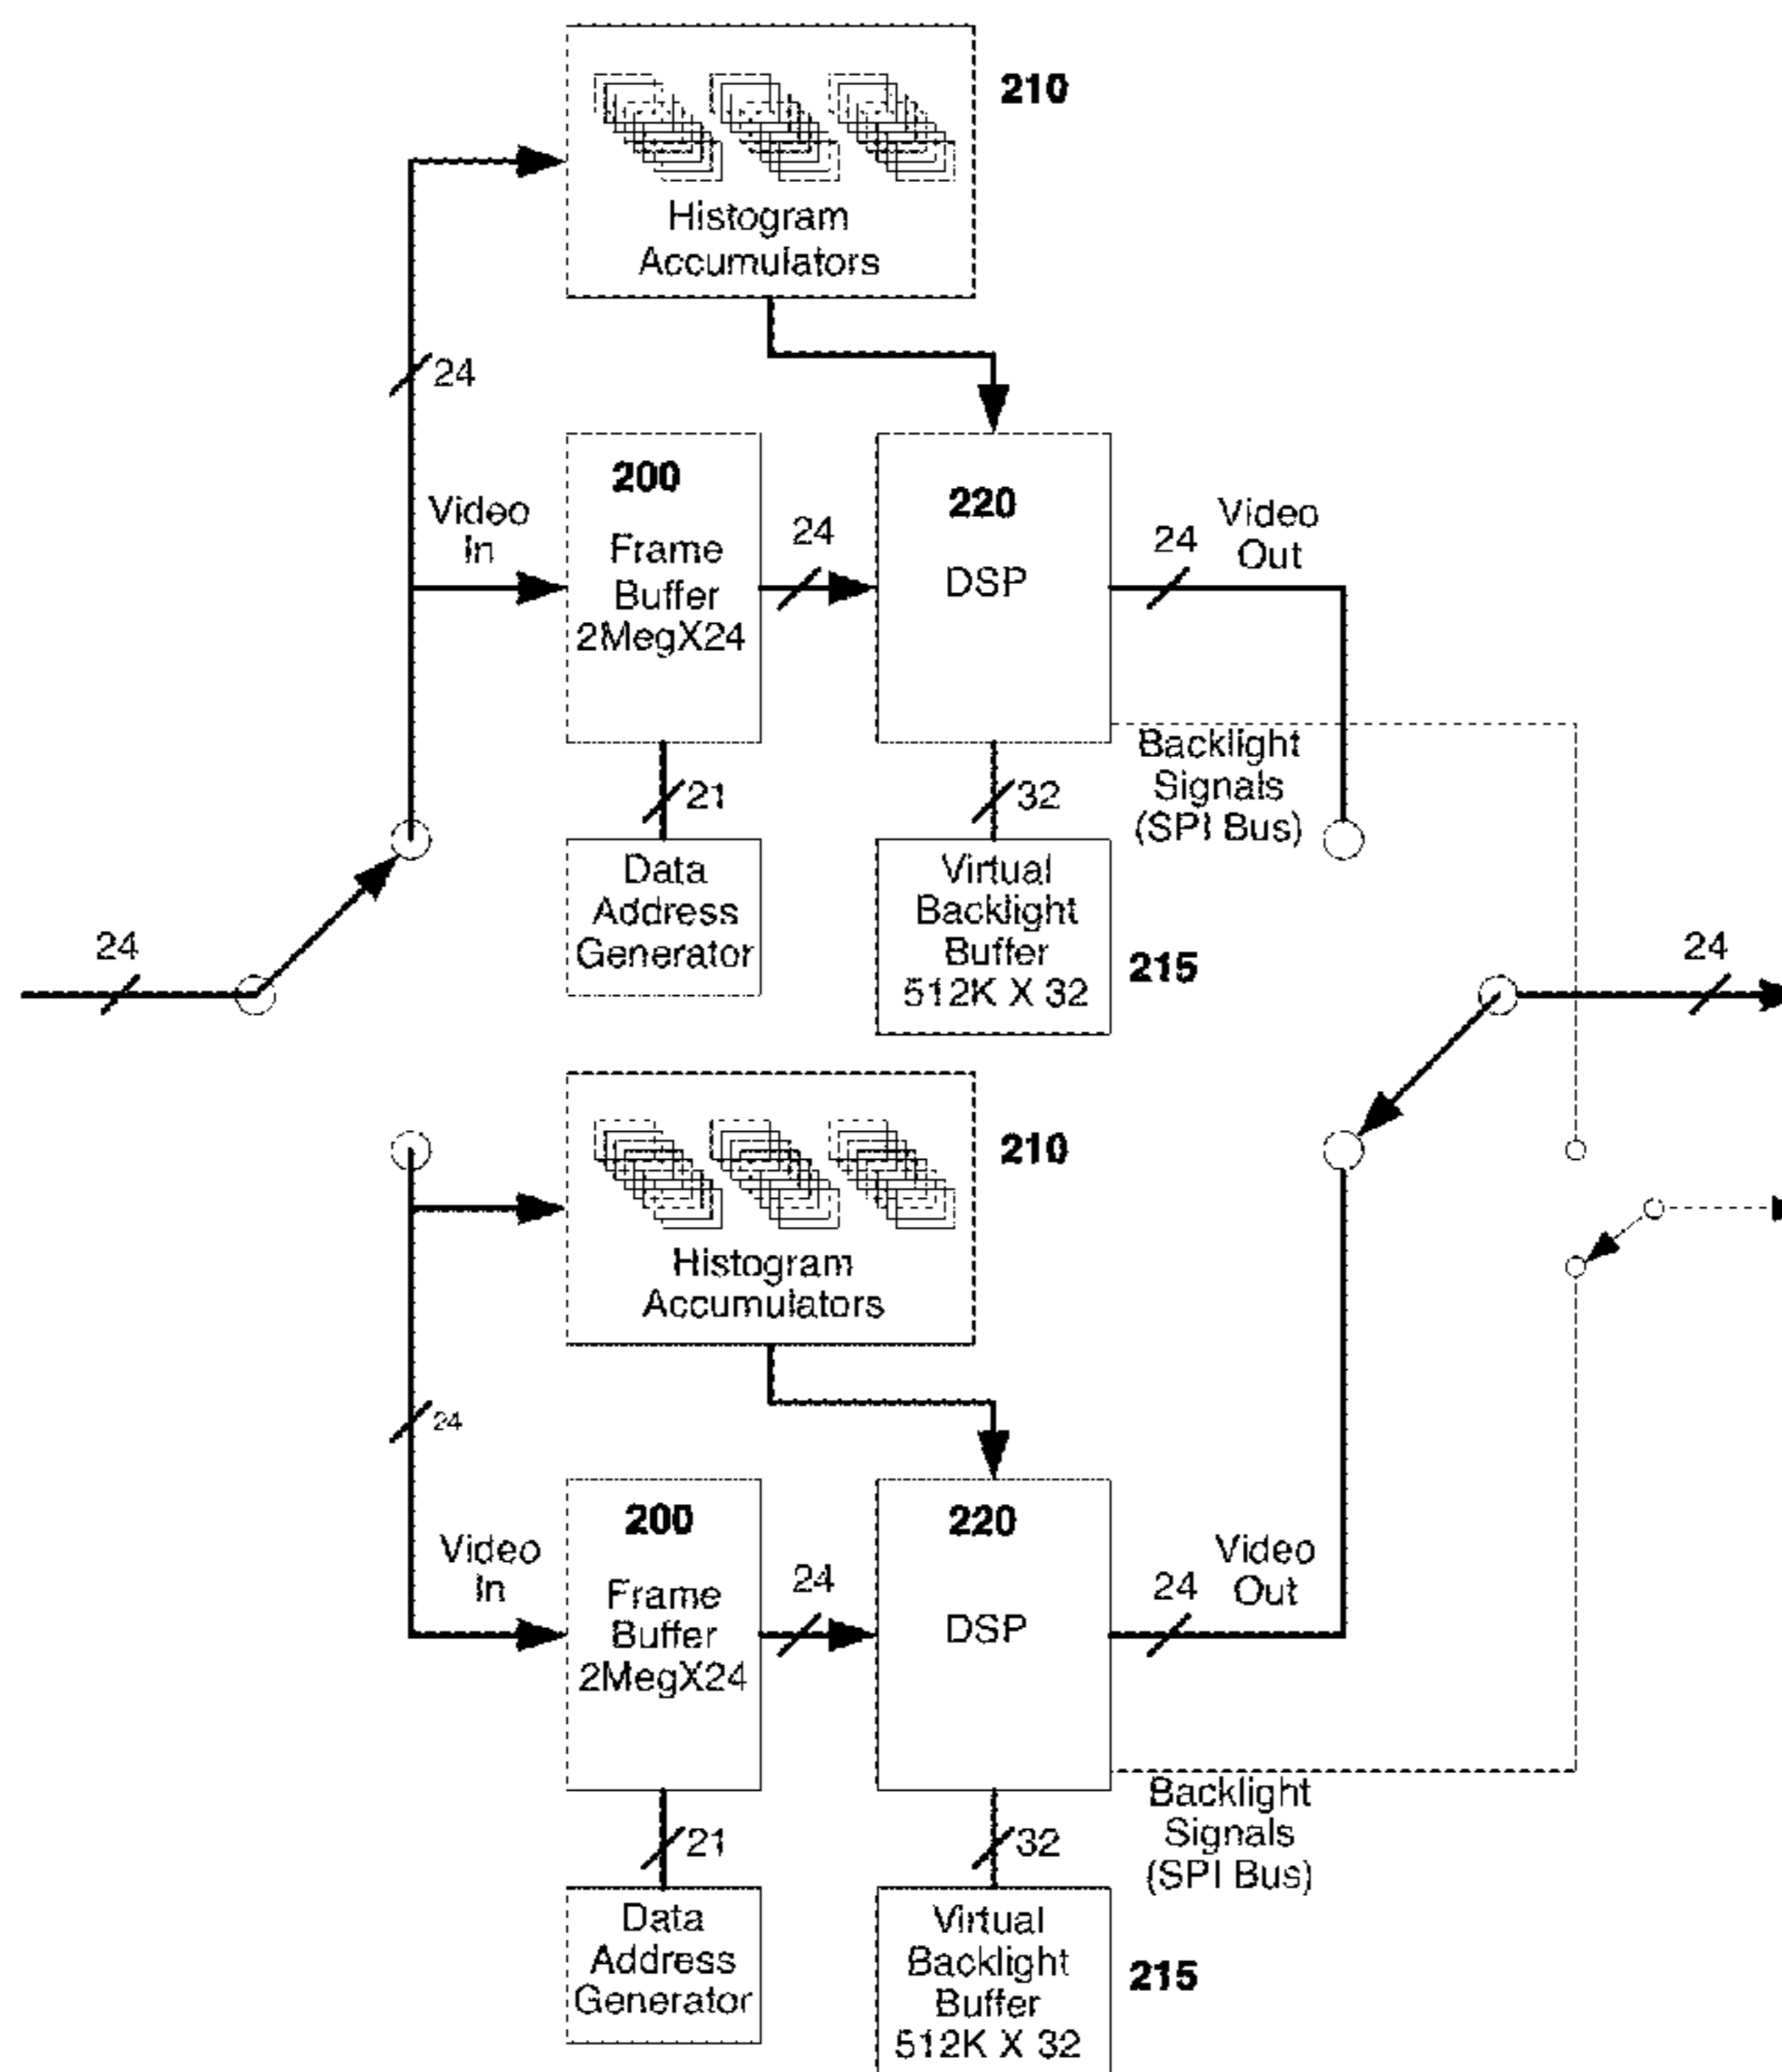 210
Histogram
Accumulators
24
200
Frame
Buffer
2MegX24
Video
In
24
220
DSP
24
Video
Out
Backlight
Signals
(SPI Bus)
21
32
Data
Address
Generator
Virtual
Backlight
Buffer
512K X 32
215
24
24
210
Histogram
Accumulators
24
200
Frame
Buffer
2MegX24
Video
In
24
220
DSP
24
Video
Out
Backlight
Signals
(SPI Bus)
21
32
Data
Address
Generator
Virtual
Backlight
Buffer
512K X 32
215